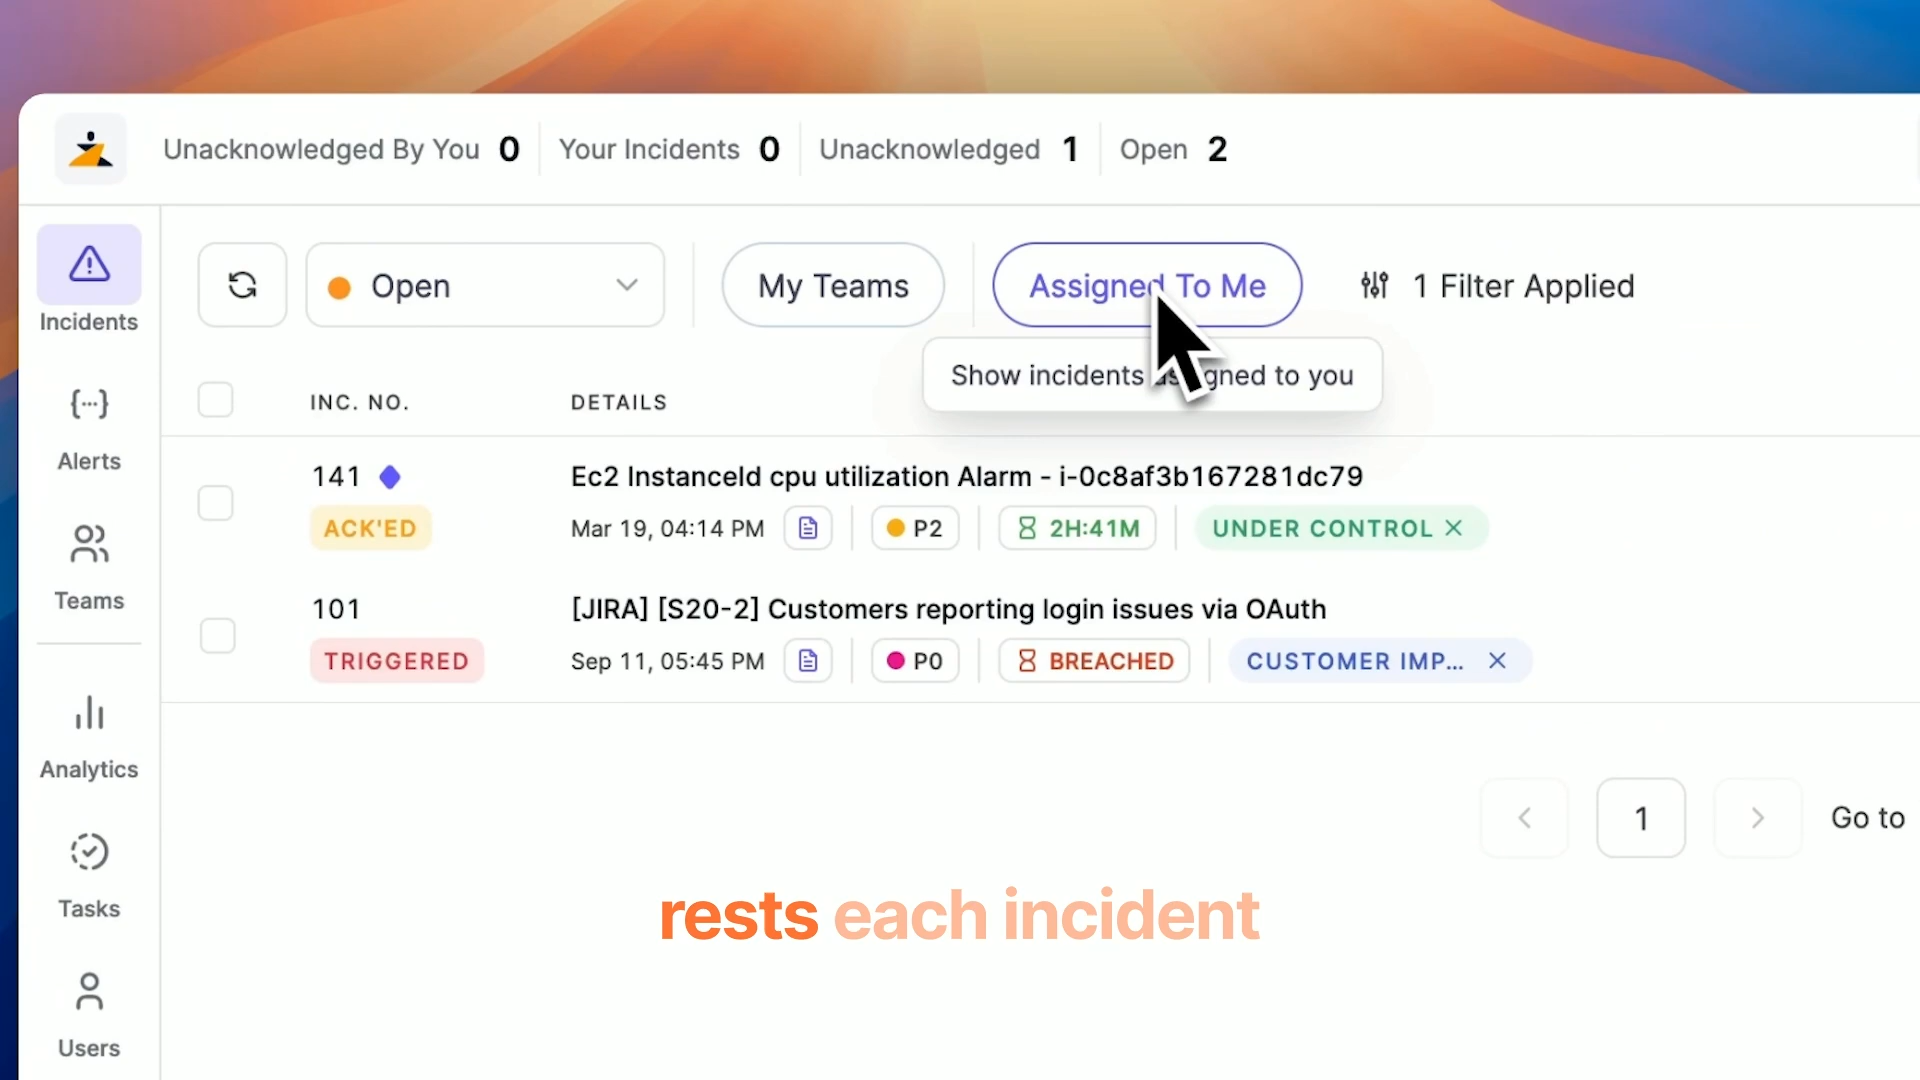 Unacknowledged By You 0 Your Incidents 0 Unacknowledged 1 Open 2
Incidents
Alerts
Teams
Analytics
Tasks
Users
Open My Teams Assigned To Me 1 Filter Applied
Show incidents assigned to you
INC. NO. DETAILS
141 Ec2 InstanceId cpu utilization Alarm - i-0c8af3b167281dc79
ACK'ED Mar 19, 04:14 PM P2 2H:41M UNDER CONTROL
101 [JIRA] [S20-2] Customers reporting login issues via OAuth
TRIGGERED Sep 11, 05:45 PM P0 BREACHED CUSTOMER IMP...
1 Go to
rests each incident